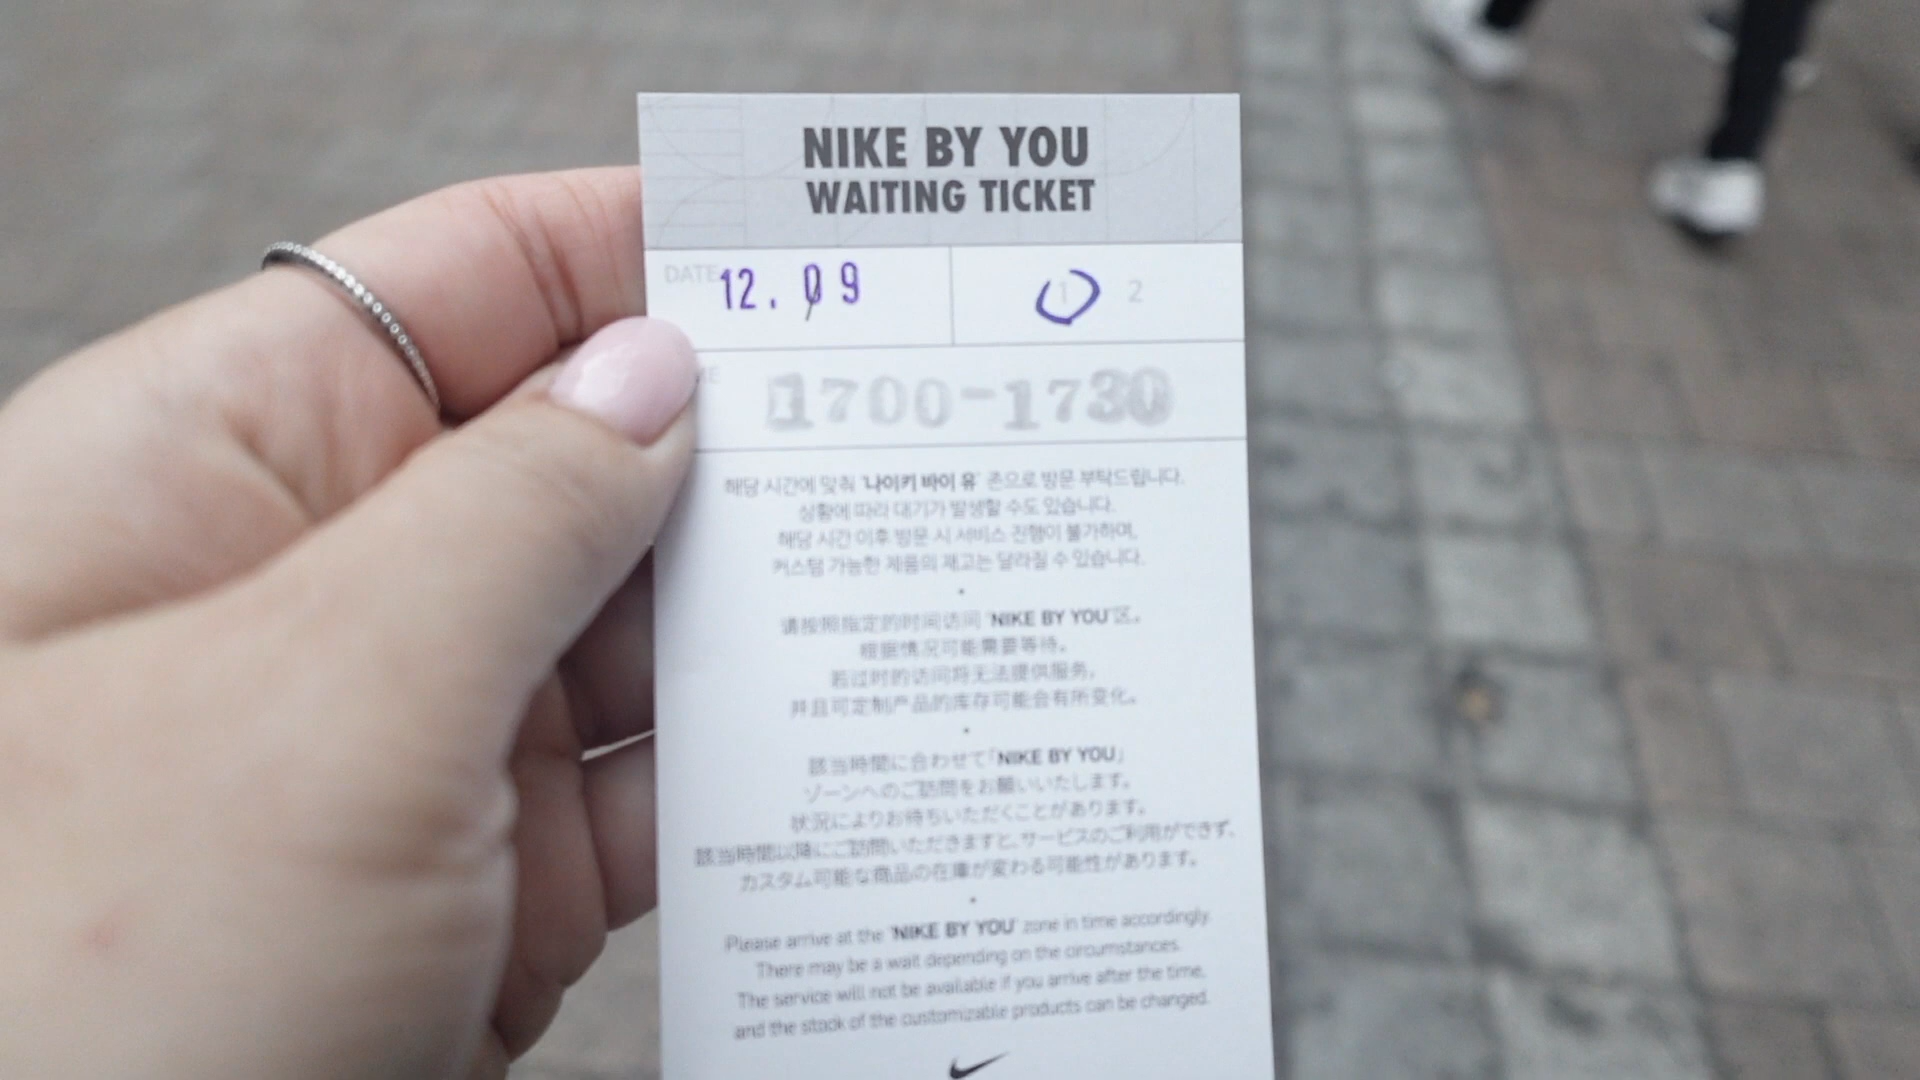 NIKE BY YOU
WAITING TICKET
DATE 12. 09
1 2
1700-1730
해당 시간에 맞춰 '나이키 바이 유' 존으로 방문 부탁드립니다.
상황에 따라 대기가 발생할 수도 있습니다.
해당 시간 이후 방문 시 서비스 진행이 불가하며,
커스텀 가능한 제품의 재고는 달라질 수 있습니다.
请按照指定的时间访问 'NIKE BY YOU'区。
根据情况可能需要等待。
若过时的访问将无法提供服务,
并且可定制产品的库存可能会有所变化。
該当時間に合わせて「NIKE BY YOU」
ゾーンへのご訪問をお願いいたします。
状況によりお待ちいただくことがあります。
該当時間以降にご訪問いただきますと、サービスのご利用ができず、
カスタム可能な商品の在庫が変わる可能性があります。
Please arrive at the 'NIKE BY YOU' zone in time accordingly.
There may be a wait depending on the circumstances.
The service will not be available if you arrive after the time,
and the stock of the customizable products can be changed.